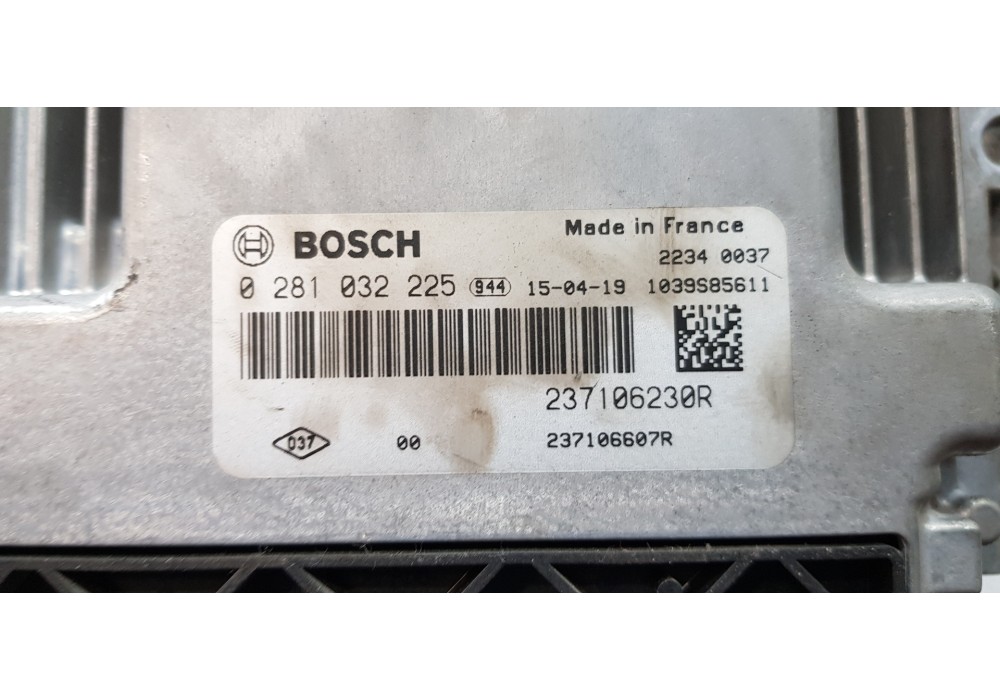 BOSCH
Made in France
2234 0037
0 281 032 225 944 15-04-19 1039S85611
237106230R
037 00 237106607R